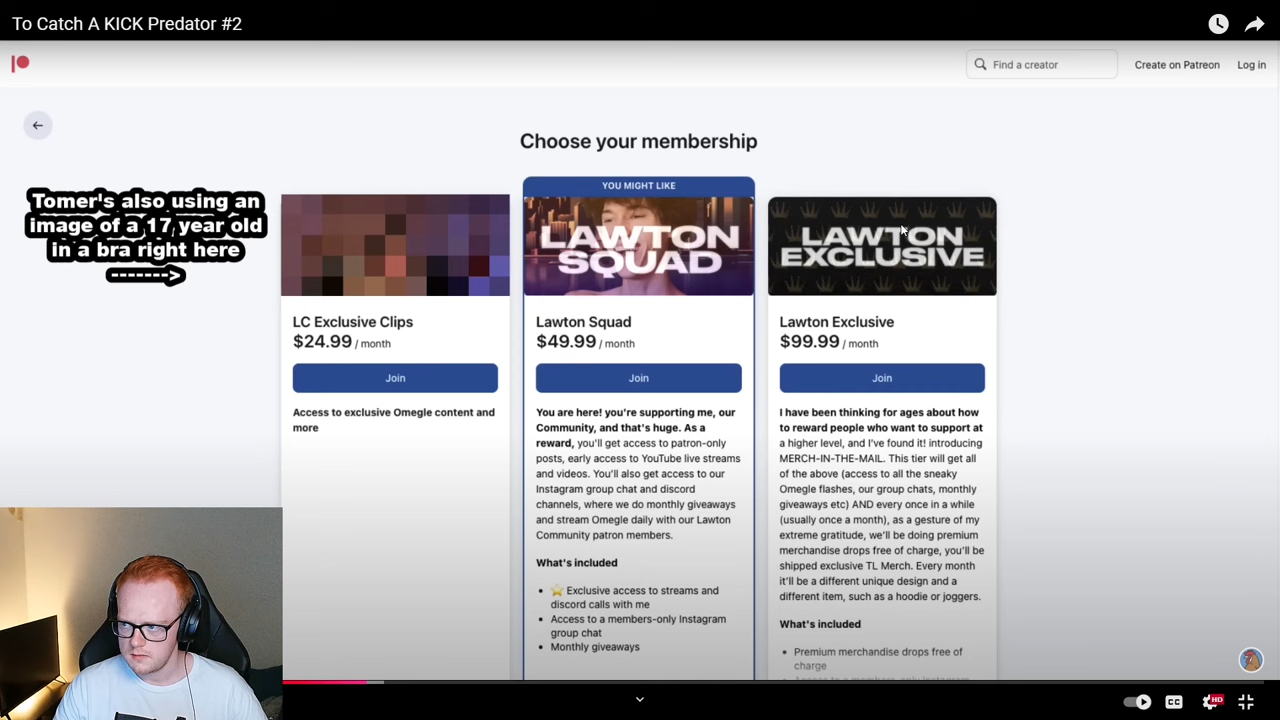 To Catch A KICK Predator #2
Find a creator
Create on Patreon
Log in
Choose your membership
Tomer's also using an
image of a 17 year old
in a bra right here
------->
LC Exclusive Clips
$24.99 / month
Join
Access to exclusive Omegle content and
more
YOU MIGHT LIKE
LAWTON
SQUAD
Lawton Squad
$49.99 / month
Join
You are here! you're supporting me, our
Community, and that's huge. As a
reward, you'll get access to patron-only
posts, early access to YouTube live streams
and videos. You'll also get access to our
Instagram group chat and discord
channels, where we do monthly giveaways
and stream Omegle daily with our Lawton
Community patron members.
What's included
• ⭐ Exclusive access to streams and
discord calls with me
• Access to a members-only Instagram
group chat
• Monthly giveaways
LAWTON
EXCLUSIVE
Lawton Exclusive
$99.99 / month
Join
I have been thinking for ages about how
to reward people who want to support at
a higher level, and I've found it! introducing
MERCH-IN-THE-MAIL. This tier will get all
of the above (access to all the sneaky
Omegle flashes, our group chats, monthly
giveaways etc) AND every once in a while
(usually once a month), as a gesture of my
extreme gratitude, we'll be doing premium
merchandise drops free of charge, you'll be
shipped exclusive TL Merch. Every month
it'll be a different unique design and a
different item, such as a hoodie or joggers.
What's included
• Premium merchandise drops free of
charge
• Access to a members-only Instagram
CC
HD